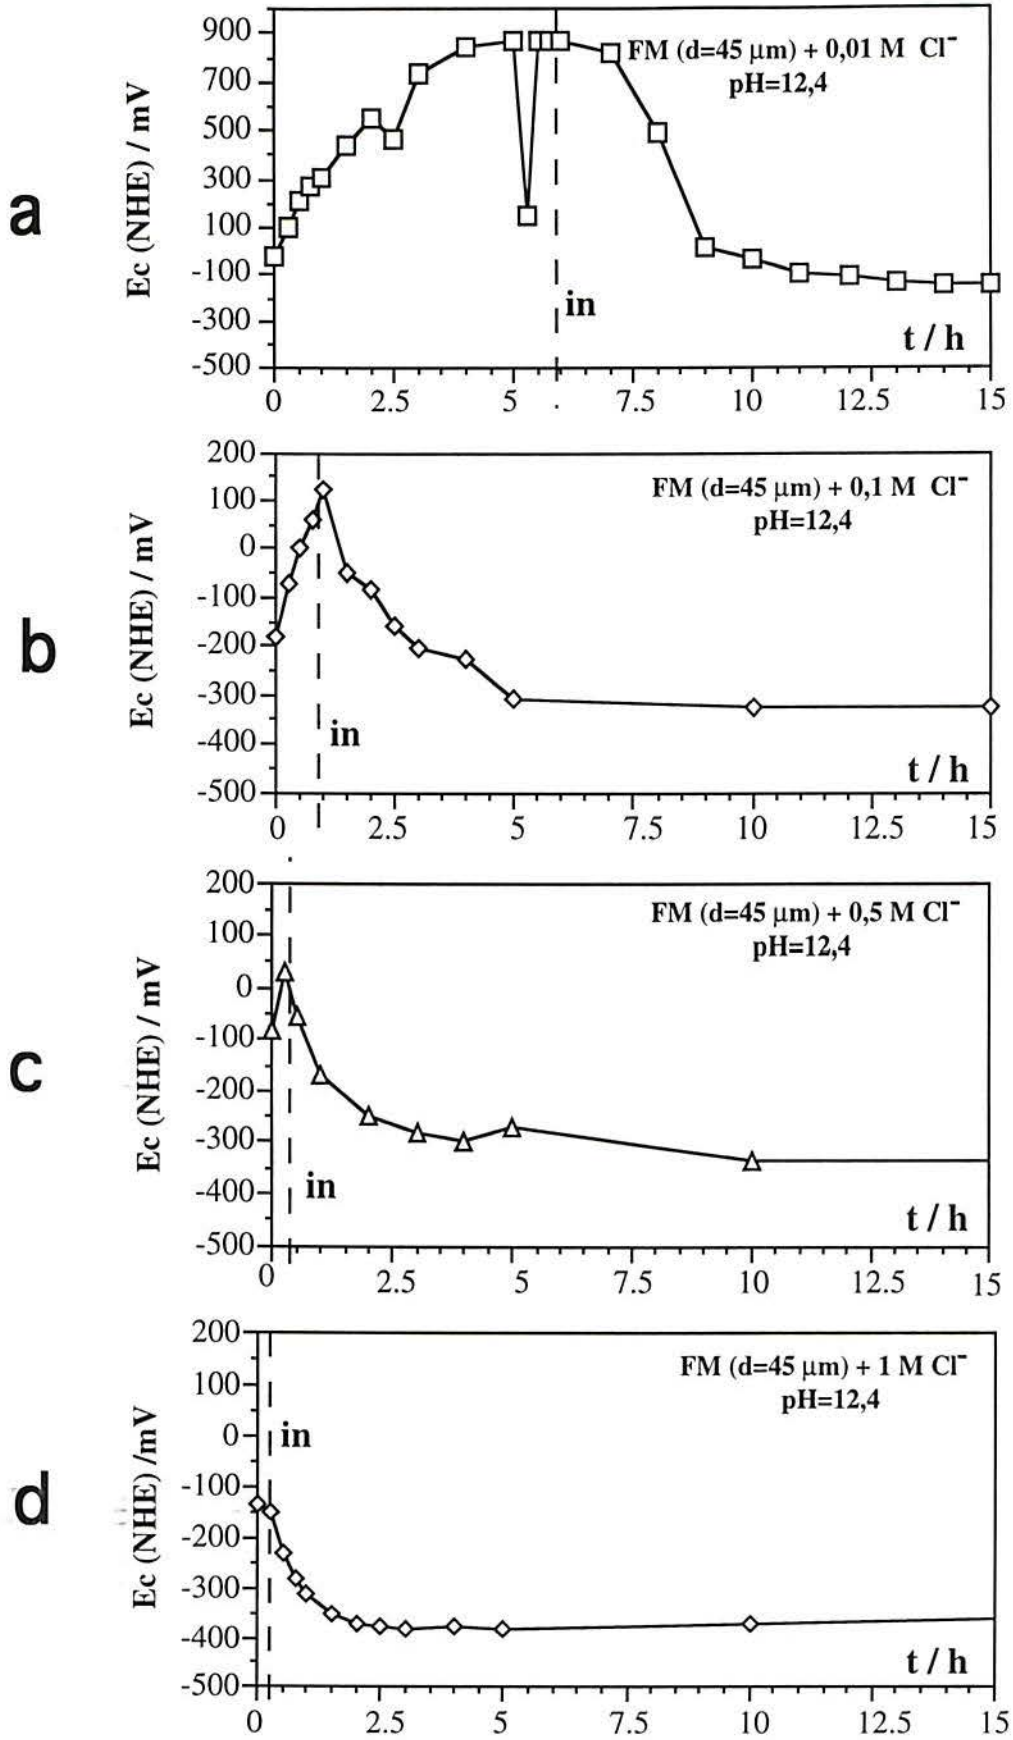 a
Ec (NHE) / mV
900
700
500
300
100
-100
-300
-500
FM (d=45 μm) + 0,01 M Cl⁻
pH=12,4
in
t / h
0 2.5 5 7.5 10 12.5 15
b
Ec (NHE) / mV
200
100
0
-100
-200
-300
-400
-500
FM (d=45 μm) + 0,1 M Cl⁻
pH=12,4
in
t / h
0 2.5 5 7.5 10 12.5 15
c
Ec (NHE) / mV
200
100
0
-100
-200
-300
-400
-500
FM (d=45 μm) + 0,5 M Cl⁻
pH=12,4
in
t / h
0 2.5 5 7.5 10 12.5 15
d
Ec (NHE) /mV
200
100
0
-100
-200
-300
-400
-500
FM (d=45 μm) + 1 M Cl⁻
pH=12,4
in
t / h
0 2.5 5 7.5 10 12.5 15